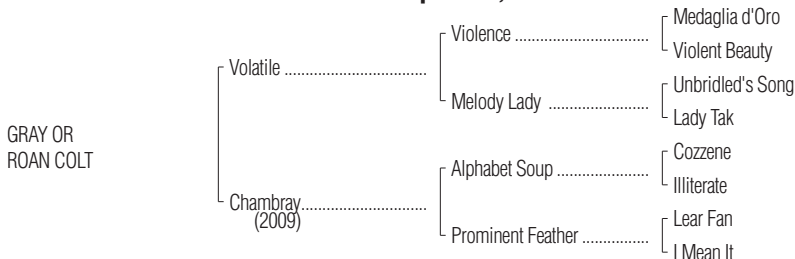 GRAY OR
ROAN COLT
Volatile ..................................
Chambray..............................
(2009)
Violence ................................
Melody Lady ........................
Alphabet Soup ......................
Prominent Feather ................
Medaglia d'Oro
Violent Beauty
Unbridled's Song
Lady Tak
Cozzene
Illiterate
Lear Fan
I Mean It